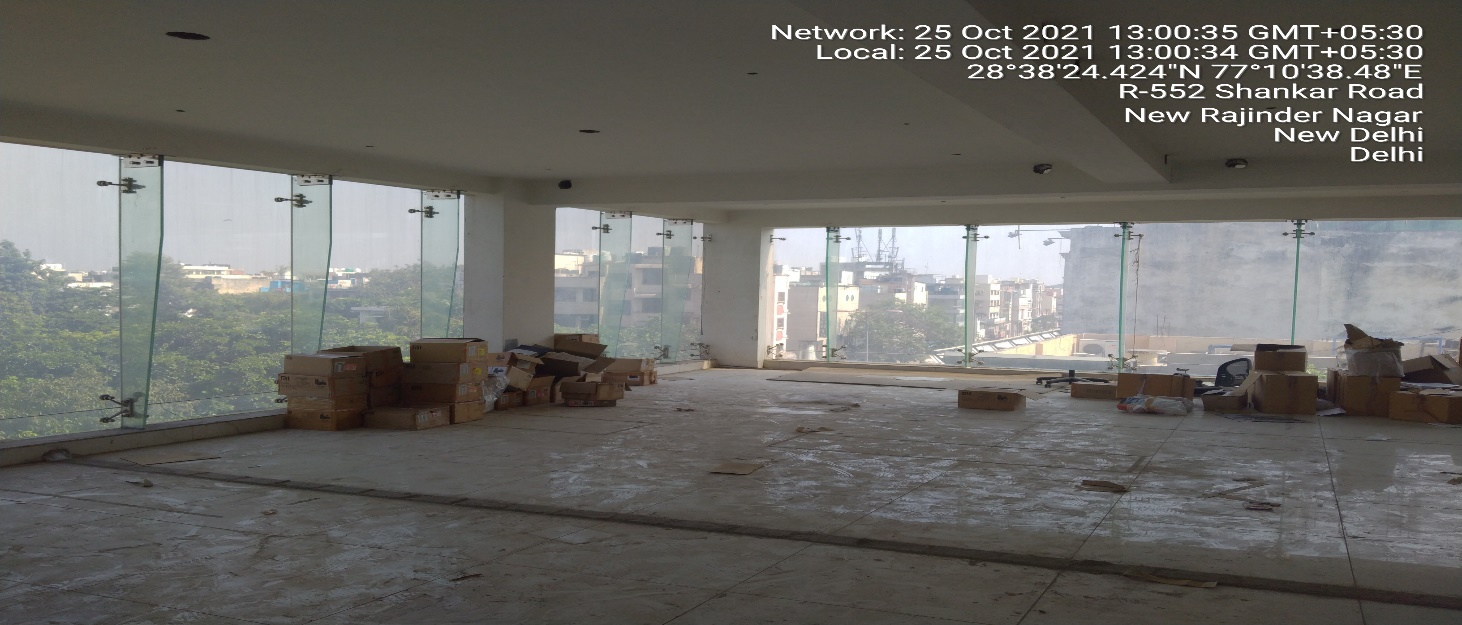 Network: 25 Oct 2021 13:00:35 GMT+05:30
Local: 25 Oct 2021 13:00:34 GMT+05:30
28°38'24.424"N 77°10'38.48"E
R-552 Shankar Road
New Rajinder Nagar
New Delhi
Delhi